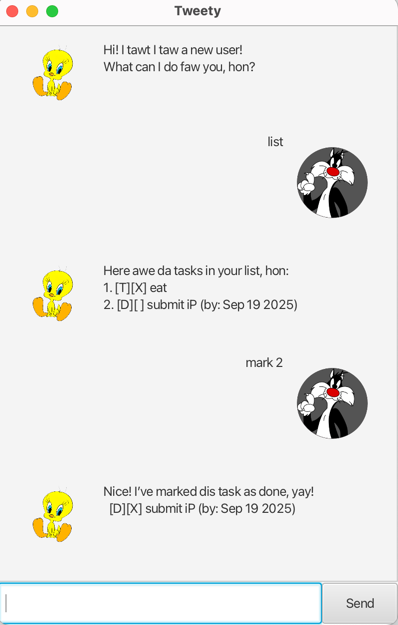 Tweety
Hi! I tawt I taw a new user!
What can I do faw you, hon?
list
Here awe da tasks in your list, hon:
1. [T][X] eat
2. [D][ ] submit iP (by: Sep 19 2025)
mark 2
Nice! I've marked dis task as done, yay!
[D][X] submit iP (by: Sep 19 2025)
Send